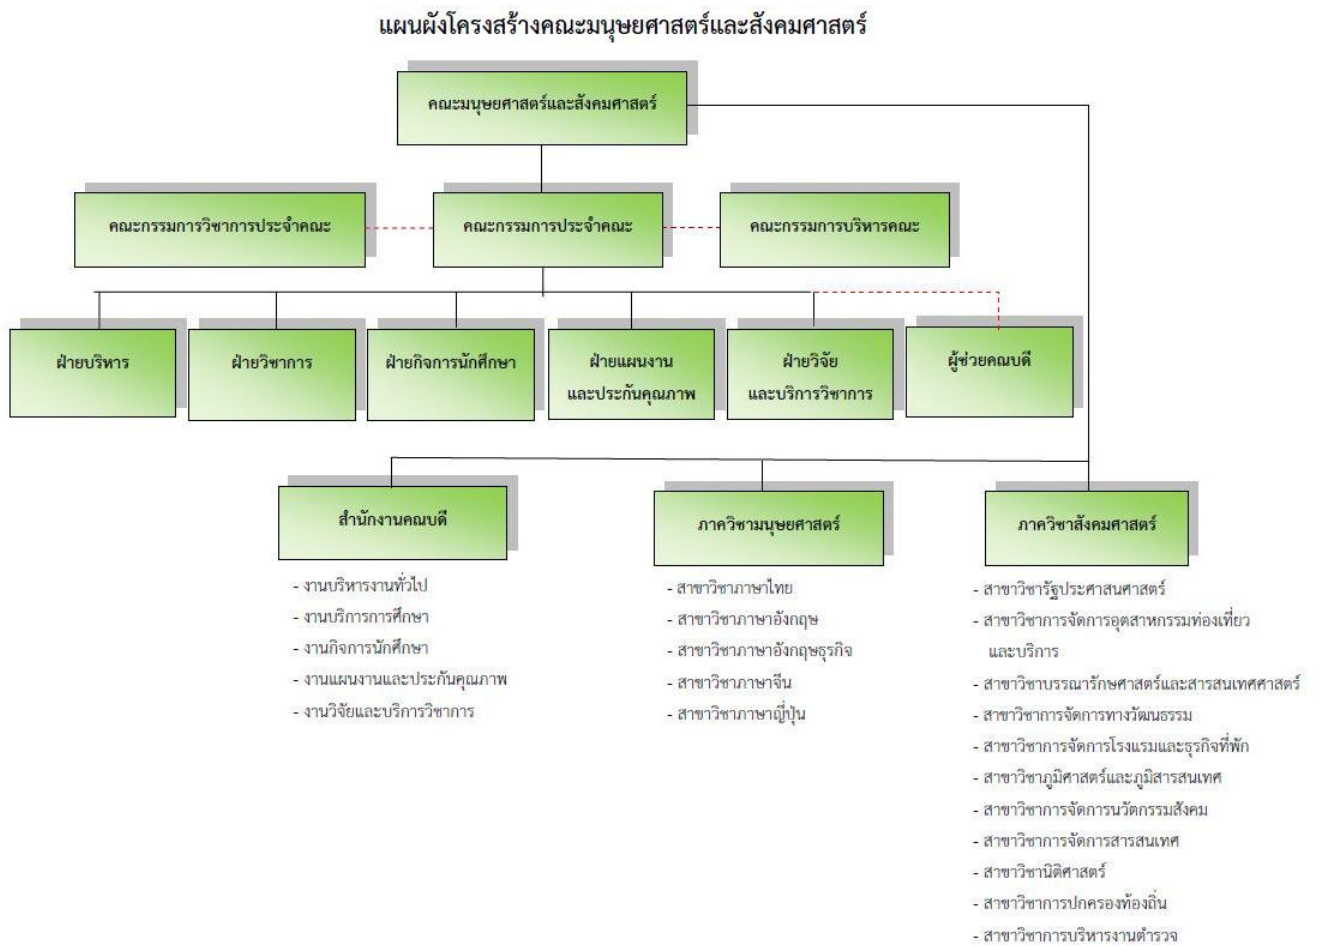 แผนผังโครงสร้างคณะมนุษยศาสตร์และสังคมศาสตร์
คณะมนุษยศาสตร์และสังคมศาสตร์
คณะกรรมการวิชาการประจำคณะ
คณะกรรมการประจำคณะ
คณะกรรมการบริหารคณะ
ฝ่ายบริหาร
ฝ่ายวิชาการ
ฝ่ายกิจการนักศึกษา
ฝ่ายแผนงาน
และประกันคุณภาพ
ฝ่ายวิจัย
และบริการวิชาการ
ผู้ช่วยคณบดี
สำนักงานคณบดี
- งานบริหารงานทั่วไป
- งานบริการการศึกษา
- งานกิจการนักศึกษา
- งานแผนงานและประกันคุณภาพ
- งานวิจัยและบริการวิชาการ
ภาควิชามนุษยศาสตร์
- สาขาวิชาภาษาไทย
- สาขาวิชาภาษาอังกฤษ
- สาขาวิชาภาษาอังกฤษธุรกิจ
- สาขาวิชาภาษาจีน
- สาขาวิชาภาษาญี่ปุ่น
ภาควิชาสังคมศาสตร์
- สาขาวิชารัฐประศาสนศาสตร์
- สาขาวิชาการจัดการอุตสาหกรรมท่องเที่ยว
และบริการ
- สาขาวิชาบรรณารักษศาสตร์และสารสนเทศศาสตร์
- สาขาวิชาการจัดการทางวัฒนธรรม
- สาขาวิชาการจัดการโรงแรมและธุรกิจที่พัก
- สาขาวิชาภูมิศาสตร์และภูมิสารสนเทศ
- สาขาวิชาการจัดการนวัตกรรมสังคม
- สาขาวิชาการจัดการสารสนเทศ
- สาขาวิชานิติศาสตร์
- สาขาวิชาการปกครองท้องถิ่น
- สาขาวิชาการบริหารงานตำรวจ